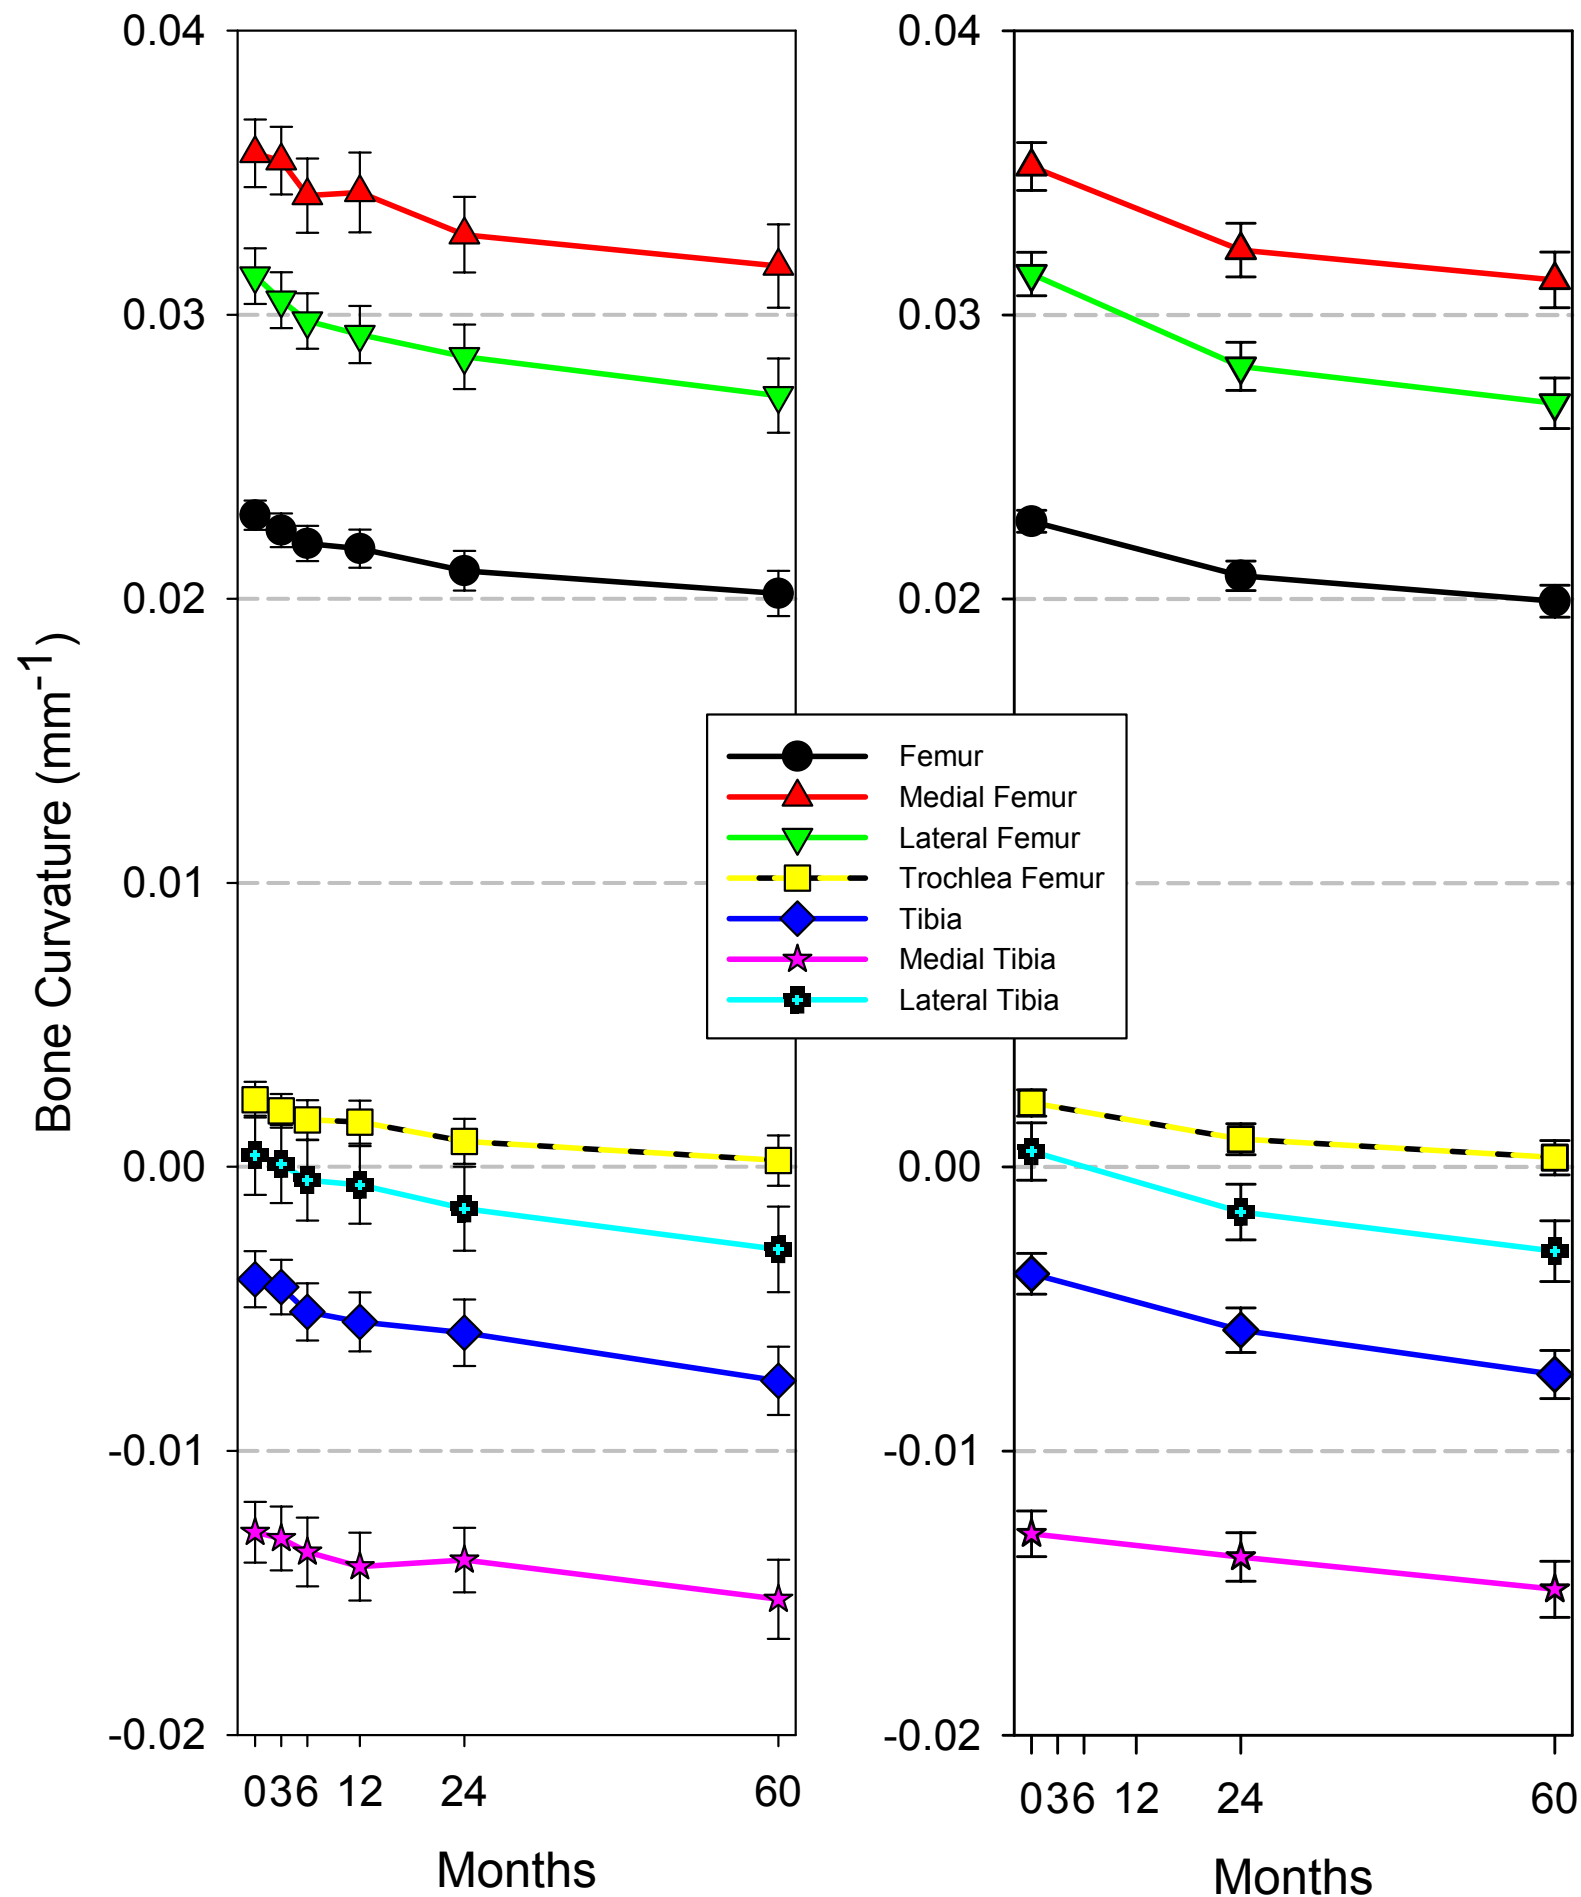 0.04
0.03
0.02
0.01
0.00
-0.01
-0.02
Bone Curvature (mm-1)
0 3 6 12 24 60
Months
0.04
0.03
0.02
0.01
0.00
-0.01
-0.02
0 3 6 12 24 60
Months
Femur
Medial Femur
Lateral Femur
Trochlea Femur
Tibia
Medial Tibia
Lateral Tibia